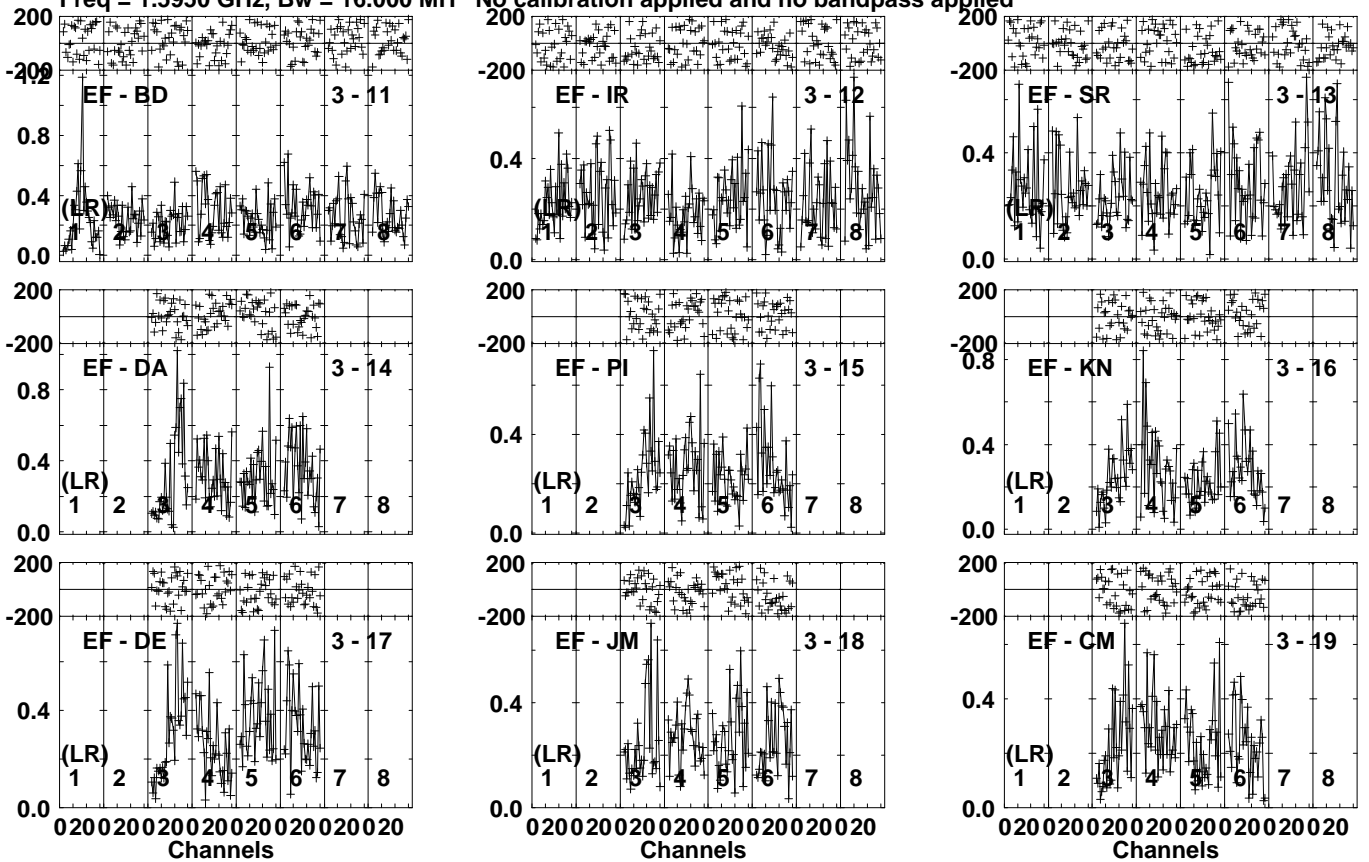 Freq = 1.5950 GHz, Bw = 16.000 MH No calibration applied and no bandpass applied
200 200 200
-200 -200 -200
1.2
EF - BD 3 - 11 EF - IR 3 - 12 EF - SR 3 - 13
0.8
0.4 0.4 0.4
(LR) (LR) (LR)
1 2 3 4 5 6 7 8 1 2 3 4 5 6 7 8 1 2 3 4 5 6 7 8
0.0 0.0 0.0
200 200 200
-200 -200 -200
EF - DA 3 - 14 EF - PI 3 - 15 EF - KN 3 - 16
0.8 0.8
0.4 0.4 0.4
(LR) (LR) (LR)
1 2 3 4 5 6 7 8 1 2 3 4 5 6 7 8 1 2 3 4 5 6 7 8
0.0 0.0 0.0
200 200 200
-200 -200 -200
EF - DE 3 - 17 EF - JM 3 - 18 EF - CM 3 - 19
0.4 0.4 0.4
(LR) (LR) (LR)
1 2 3 4 5 6 7 8 1 2 3 4 5 6 7 8 1 2 3 4 5 6 7 8
0.0 0.0 0.0
0 20 0 20 0 20 0 20 0 20 0 20 0 20 0 20 0 20 0 20 0 20 0 20 0 20 0 20 0 20 0 20 0 20 0 20 0 20 0 20 0 20 0 20 0 20 0 20
Channels Channels Channels